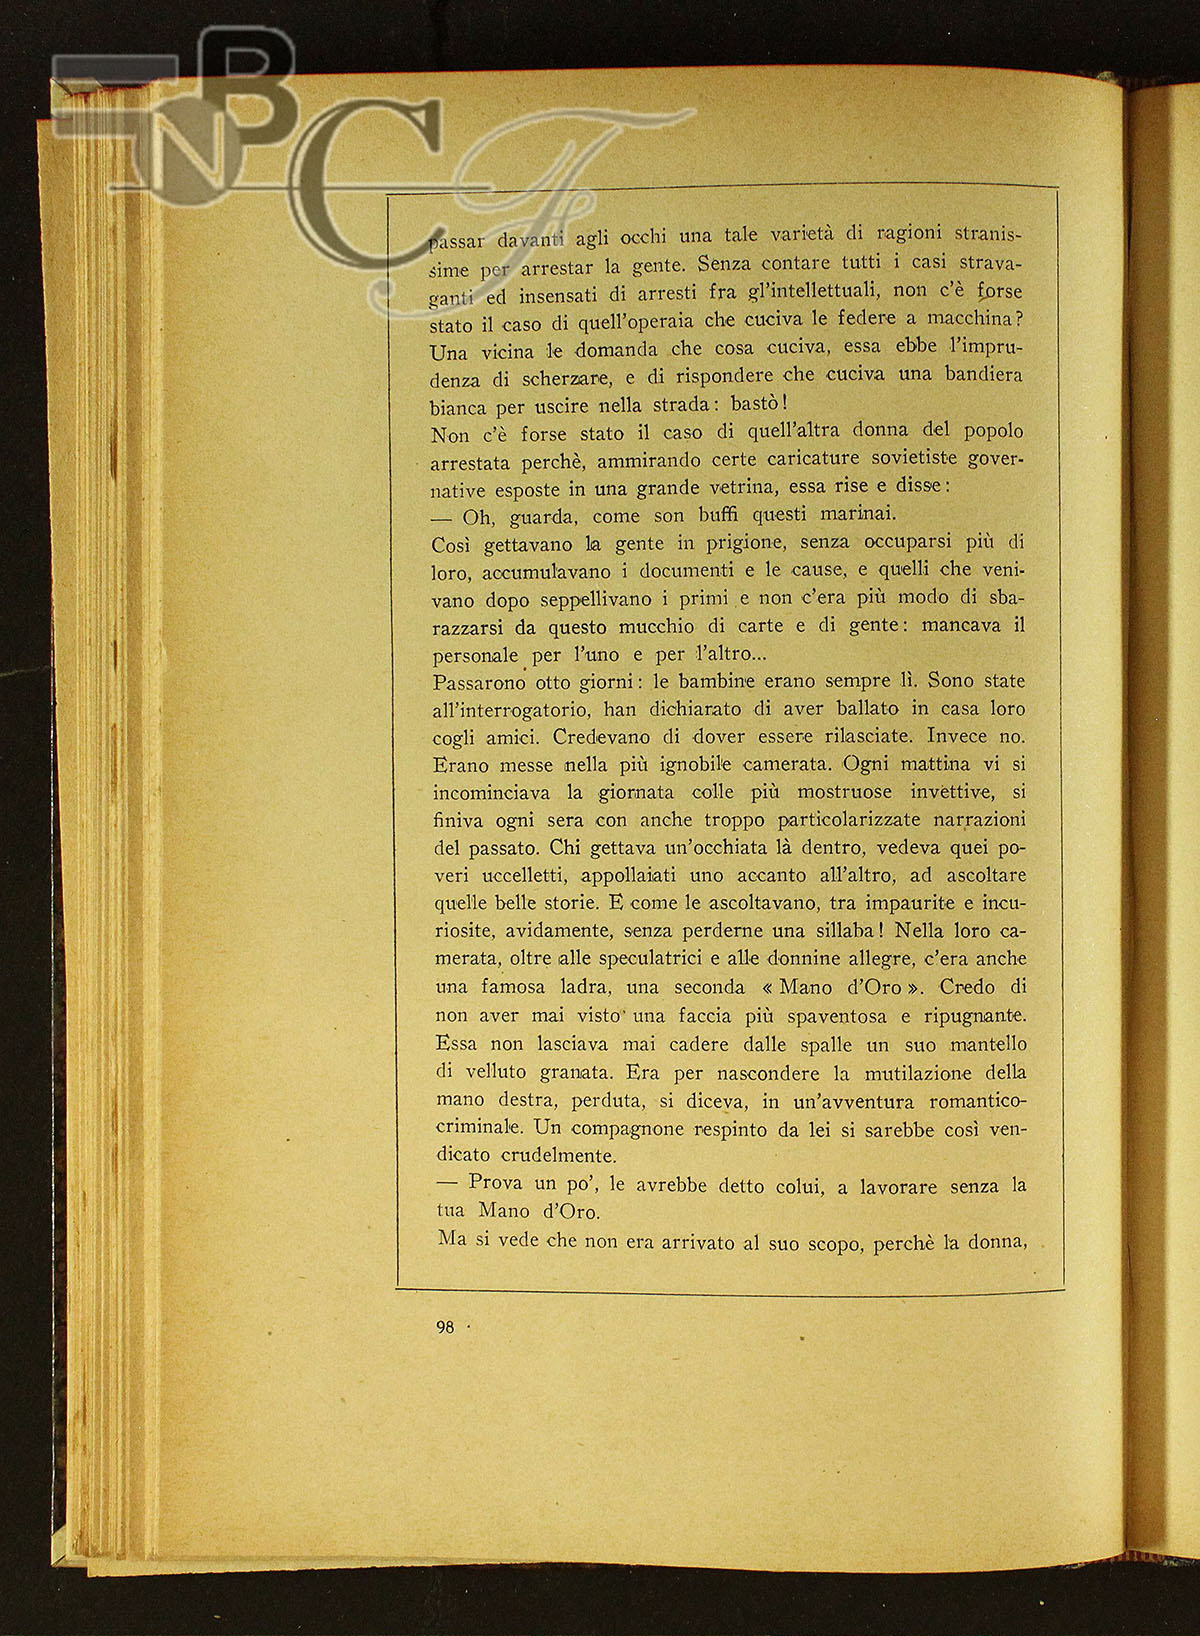 BNCF
passar davanti agli occhi una tale varietà di ragioni stranis-
sime per arrestar la gente. Senza contare tutti i casi strava-
ganti ed insensati di arresti fra gl'intellettuali, non c'è forse
stato il caso di quell'operaia che cuciva le federe a macchina?
Una vicina le domanda che cosa cuciva, essa ebbe l'impru-
denza di scherzare, e di rispondere che cuciva una bandiera
bianca per uscire nella strada: bastò!
Non c'è forse stato il caso di quell'altra donna del popolo
arrestata perchè, ammirando certe caricature sovietiste gover-
native esposte in una grande vetrina, essa rise e disse:
— Oh, guarda, come son buffi questi marinai.
Così gettavano la gente in prigione, senza occuparsi più di
loro, accumulavano i documenti e le cause, e quelli che veni-
vano dopo seppellivano i primi e non c'era più modo di sba-
razzarsi da questo mucchio di carte e di gente: mancava il
personale per l'uno e per l'altro...
Passarono otto giorni: le bambine erano sempre lì. Sono state
all'interrogatorio, han dichiarato di aver ballato in casa loro
cogli amici. Credevano di dover essere rilasciate. Invece no.
Erano messe nella più ignobile camerata. Ogni mattina vi si
incominciava la giornata colle più mostruose invettive, si
finiva ogni sera con anche troppo particolarizzate narrazioni
del passato. Chi gettava un'occhiata là dentro, vedeva quei po-
veri uccelletti, appollaiati uno accanto all'altro, ad ascoltare
quelle belle storie. E come le ascoltavano, tra impaurite e incu-
riosite, avidamente, senza perderne una sillaba! Nella loro ca-
merata, oltre alle speculatrici e alle donnine allegre, c'era anche
una famosa ladra, una seconda « Mano d'Oro ». Credo di
non aver mai visto una faccia più spaventosa e ripugnante.
Essa non lasciava mai cadere dalle spalle un suo mantello
di velluto granata. Era per nascondere la mutilazione della
mano destra, perduta, si diceva, in un'avventura romantico-
criminale. Un compagnone respinto da lei si sarebbe così ven-
dicato crudelmente.
— Prova un po', le avrebbe detto colui, a lavorare senza la
tua Mano d'Oro.
Ma si vede che non era arrivato al suo scopo, perchè la donna,
98